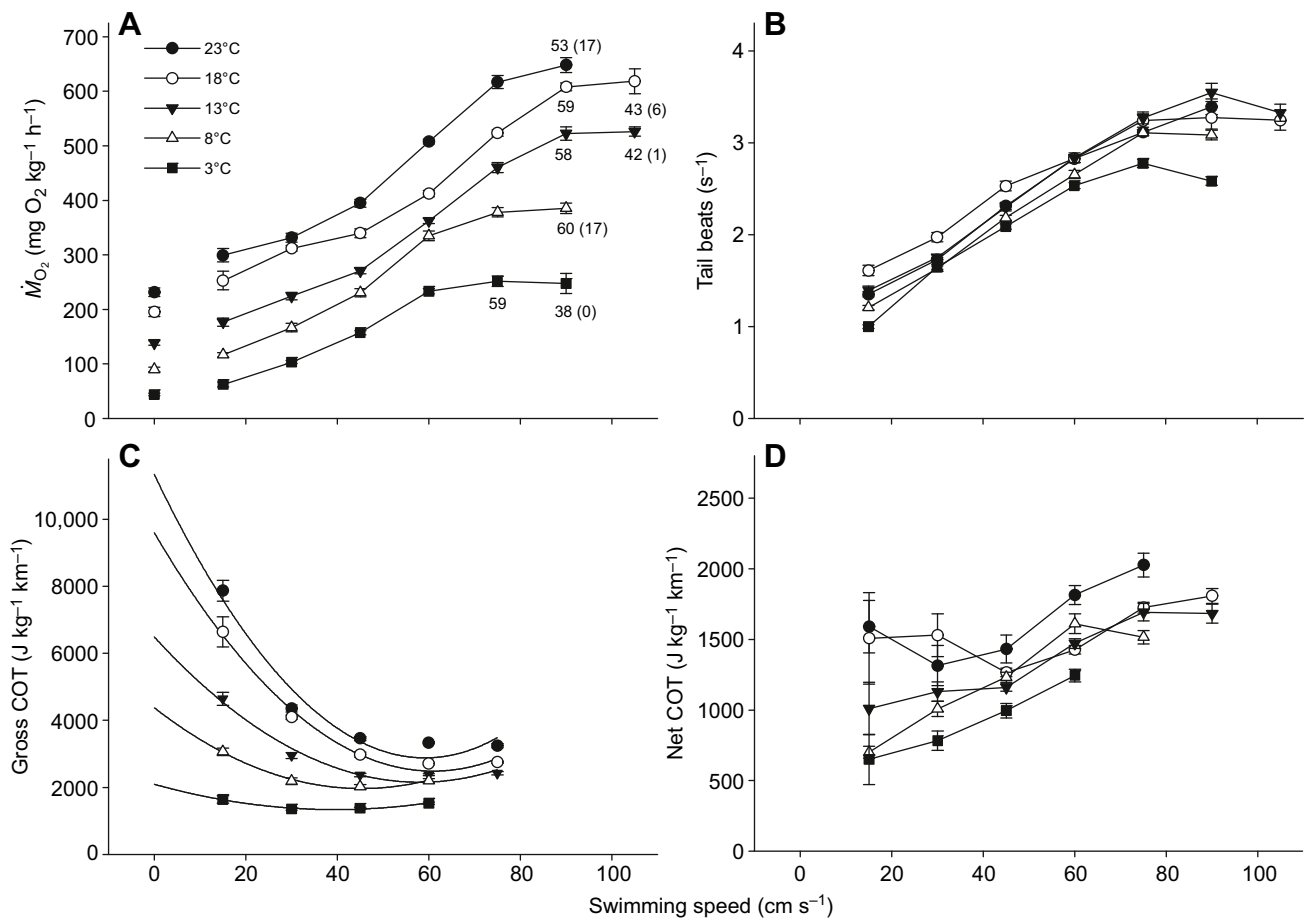 A
700
600
500
400
300
200
100
0
ṀO₂ (mg O₂ kg⁻¹ h⁻¹)
23°C
18°C
13°C
8°C
3°C
53 (17)
59
43 (6)
58
42 (1)
60 (17)
59
38 (0)
B
4
3
2
1
0
Tail beats (s⁻¹)
C
10,000
8000
6000
4000
2000
0
Gross COT (J kg⁻¹ km⁻¹)
0 20 40 60 80 100
D
2500
2000
1500
1000
500
0
Net COT (J kg⁻¹ km⁻¹)
0 20 40 60 80 100
Swimming speed (cm s⁻¹)